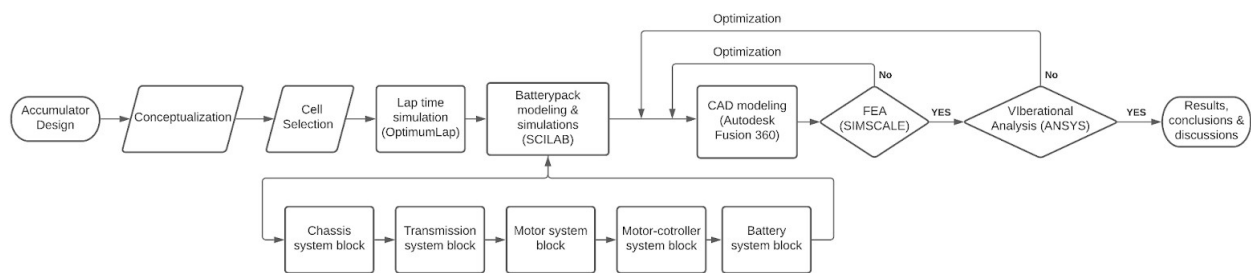 Optimization
Optimization
No
No
Accumulator
Design
Conceptualization
Cell
Selection
Lap time
simulation
(OptimumLap)
Batterypack
modeling &
simulations
(SCILAB)
CAD modeling
(Autodesk
Fusion 360)
FEA
(SIMSCALE)
YES
VIberational
Analysis (ANSYS)
YES
Results,
conclusions &
discussions
Chassis
system block
Transmission
system block
Motor system
block
Motor-cotroller
system block
Battery
system block